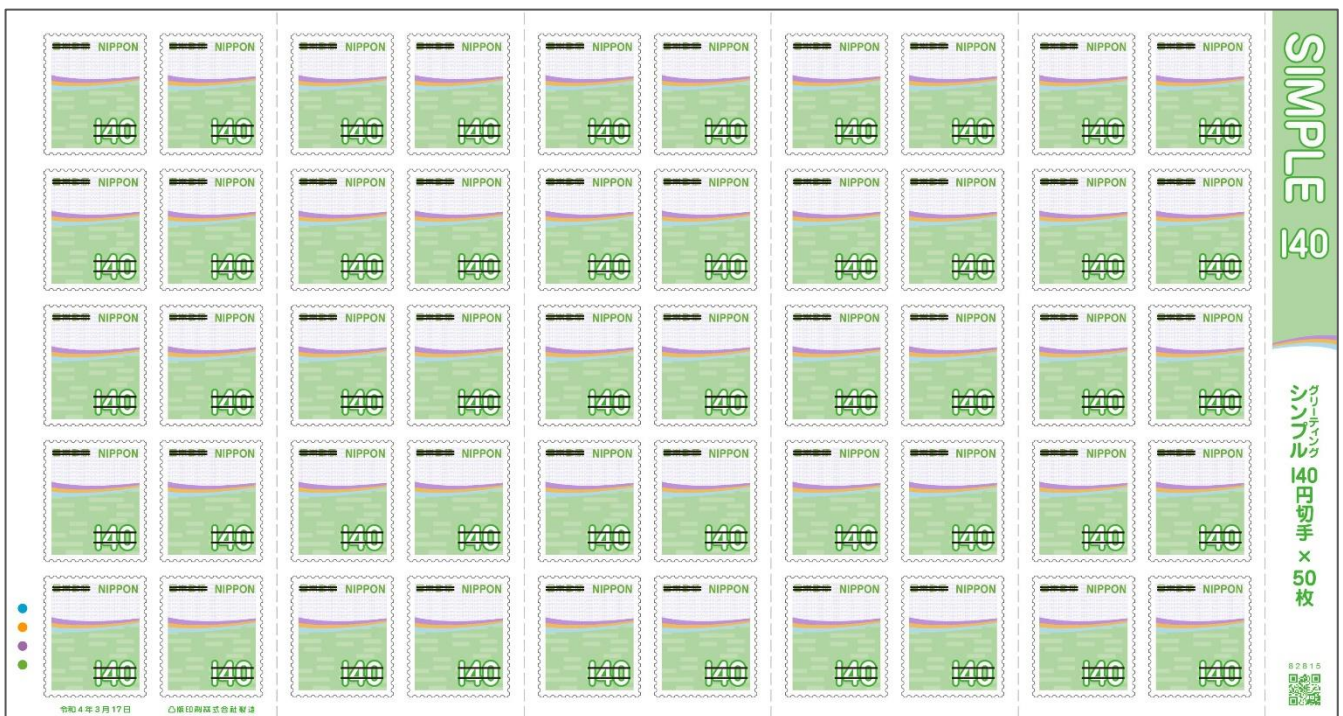 NIPPON NIPPON NIPPON NIPPON NIPPON NIPPON NIPPON NIPPON NIPPON NIPPON
140 140 140 140 140 140 140 140 140 140
NIPPON NIPPON NIPPON NIPPON NIPPON NIPPON NIPPON NIPPON NIPPON NIPPON
140 140 140 140 140 140 140 140 140 140
NIPPON NIPPON NIPPON NIPPON NIPPON NIPPON NIPPON NIPPON NIPPON NIPPON
140 140 140 140 140 140 140 140 140 140
NIPPON NIPPON NIPPON NIPPON NIPPON NIPPON NIPPON NIPPON NIPPON NIPPON
140 140 140 140 140 140 140 140 140 140
NIPPON NIPPON NIPPON NIPPON NIPPON NIPPON NIPPON NIPPON NIPPON NIPPON
140 140 140 140 140 140 140 140 140 140
令和4年3月17日 凸版印刷株式会社製造
SIMPLE 140
グリーティング
シンプル 140円切手 × 50枚
82815